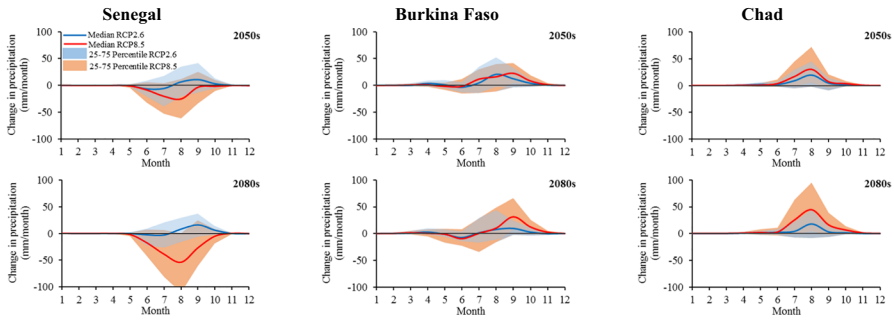 Senegal
Burkina Faso
Chad
Change in precipitation
(mm/month)
100
50
0
-50
-100
Median RCP2.6
Median RCP8.5
25-75 Percentile RCP2.6
25-75 Percentile RCP8.5
2050s
1 2 3 4 5 6 7 8 9 10 11 12
Month
Change in precipitation
(mm/month)
100
50
0
-50
-100
2050s
1 2 3 4 5 6 7 8 9 10 11 12
Month
Change in precipitation
(mm/month)
100
50
0
-50
-100
2050s
1 2 3 4 5 6 7 8 9 10 11 12
Month
Change in precipitation
(mm/month)
100
50
0
-50
-100
2080s
1 2 3 4 5 6 7 8 9 10 11 12
Month
Change in precipitation
(mm/month)
100
50
0
-50
-100
2080s
1 2 3 4 5 6 7 8 9 10 11 12
Month
Change in precipitation
(mm/month)
100
50
0
-50
-100
2080s
1 2 3 4 5 6 7 8 9 10 11 12
Month